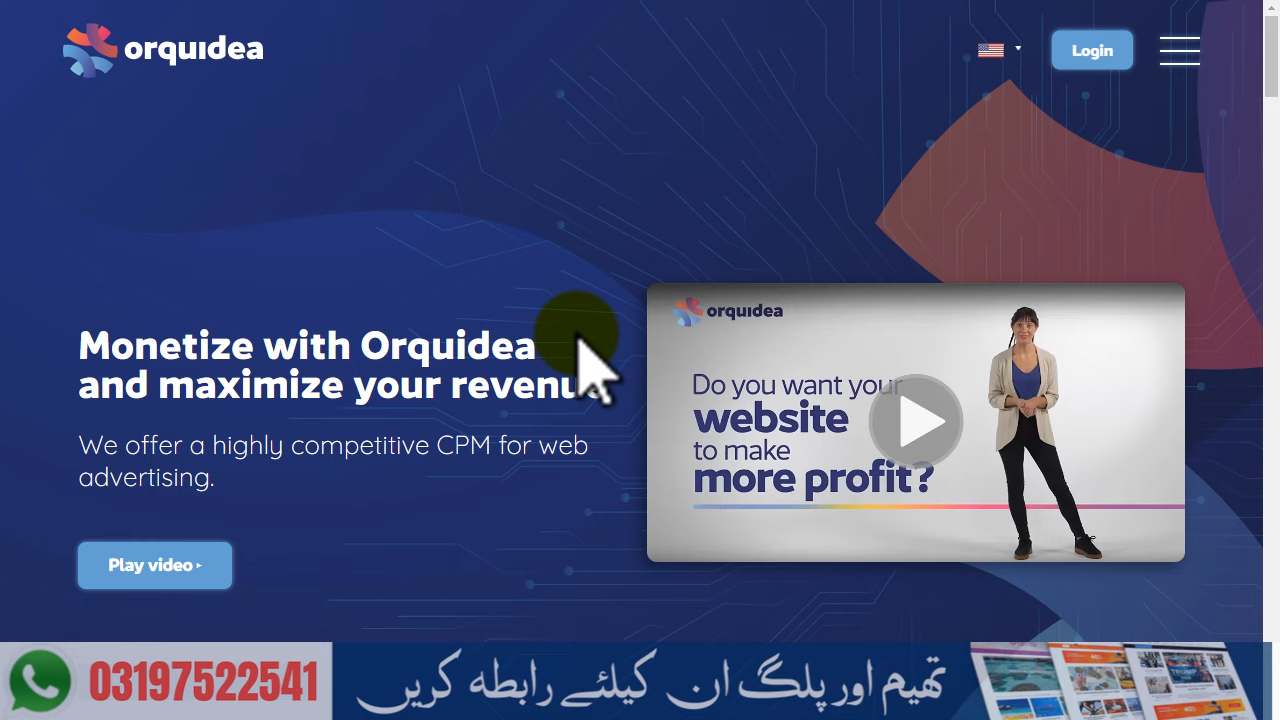 orquidea
Login
Monetize with Orquidea
and maximize your revenue
We offer a highly competitive CPM for web
advertising.
Play video
orquidea
Do you want your
website
to make
more profit?
03197522541
تھیم اور پلگ ان کیلئے رابطہ کریں